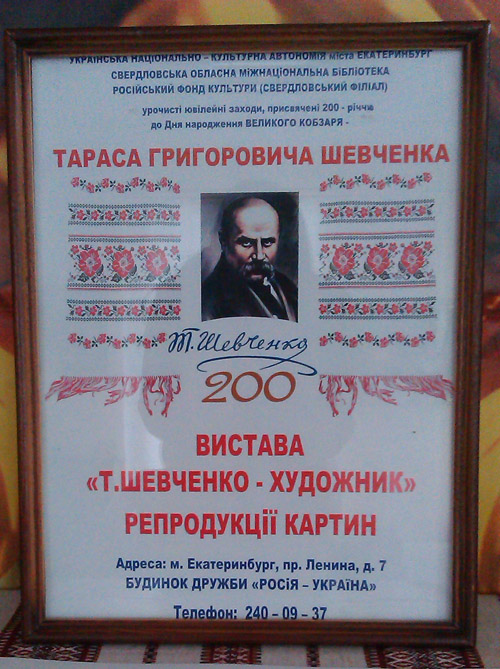 УКРАЇНСЬКА НАЦІОНАЛЬНО – КУЛЬТУРНА АВТОНОМІЯ міста ЕКАТЕРИНБУРГ
СВЕРДЛОВСЬКА ОБЛАСНА МІЖНАЦІОНАЛЬНА БІБЛІОТЕКА
РОСІЙСЬКИЙ ФОНД КУЛЬТУРИ (СВЕРДЛОВСЬКИЙ ФІЛІАЛ)
урочисті ювілейні заходи, присвячені 200 - річчю
до Дня народження ВЕЛИКОГО КОБЗАРЯ -
ТАРАСА ГРИГОРОВИЧА ШЕВЧЕНКА
Т. Шевченко
200
ВИСТАВА
«Т.ШЕВЧЕНКО - ХУДОЖНИК»
РЕПРОДУКЦІЇ КАРТИН
Адреса: м. Екатеринбург, пр. Ленина, д. 7
БУДИНОК ДРУЖБИ «РОСІЯ – УКРАЇНА»
Телефон: 240 – 09 – 37